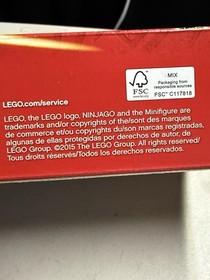 MIX
Packaging from
responsible sources
FSC
www.fsc.org
FSC® C117818
LEGO.com/service
LEGO, the LEGO logo, NINJAGO and the Minifigure are
trademarks and/or copyrights of the/sont des marques
de commerce et/ou copyrights du/son marcas registradas,
algunas de ellas protegidas por derechos de autor, de
LEGO Group. ©2015 The LEGO Group. All rights reserved/
Tous droits réservés/Todos los derechos reservados.